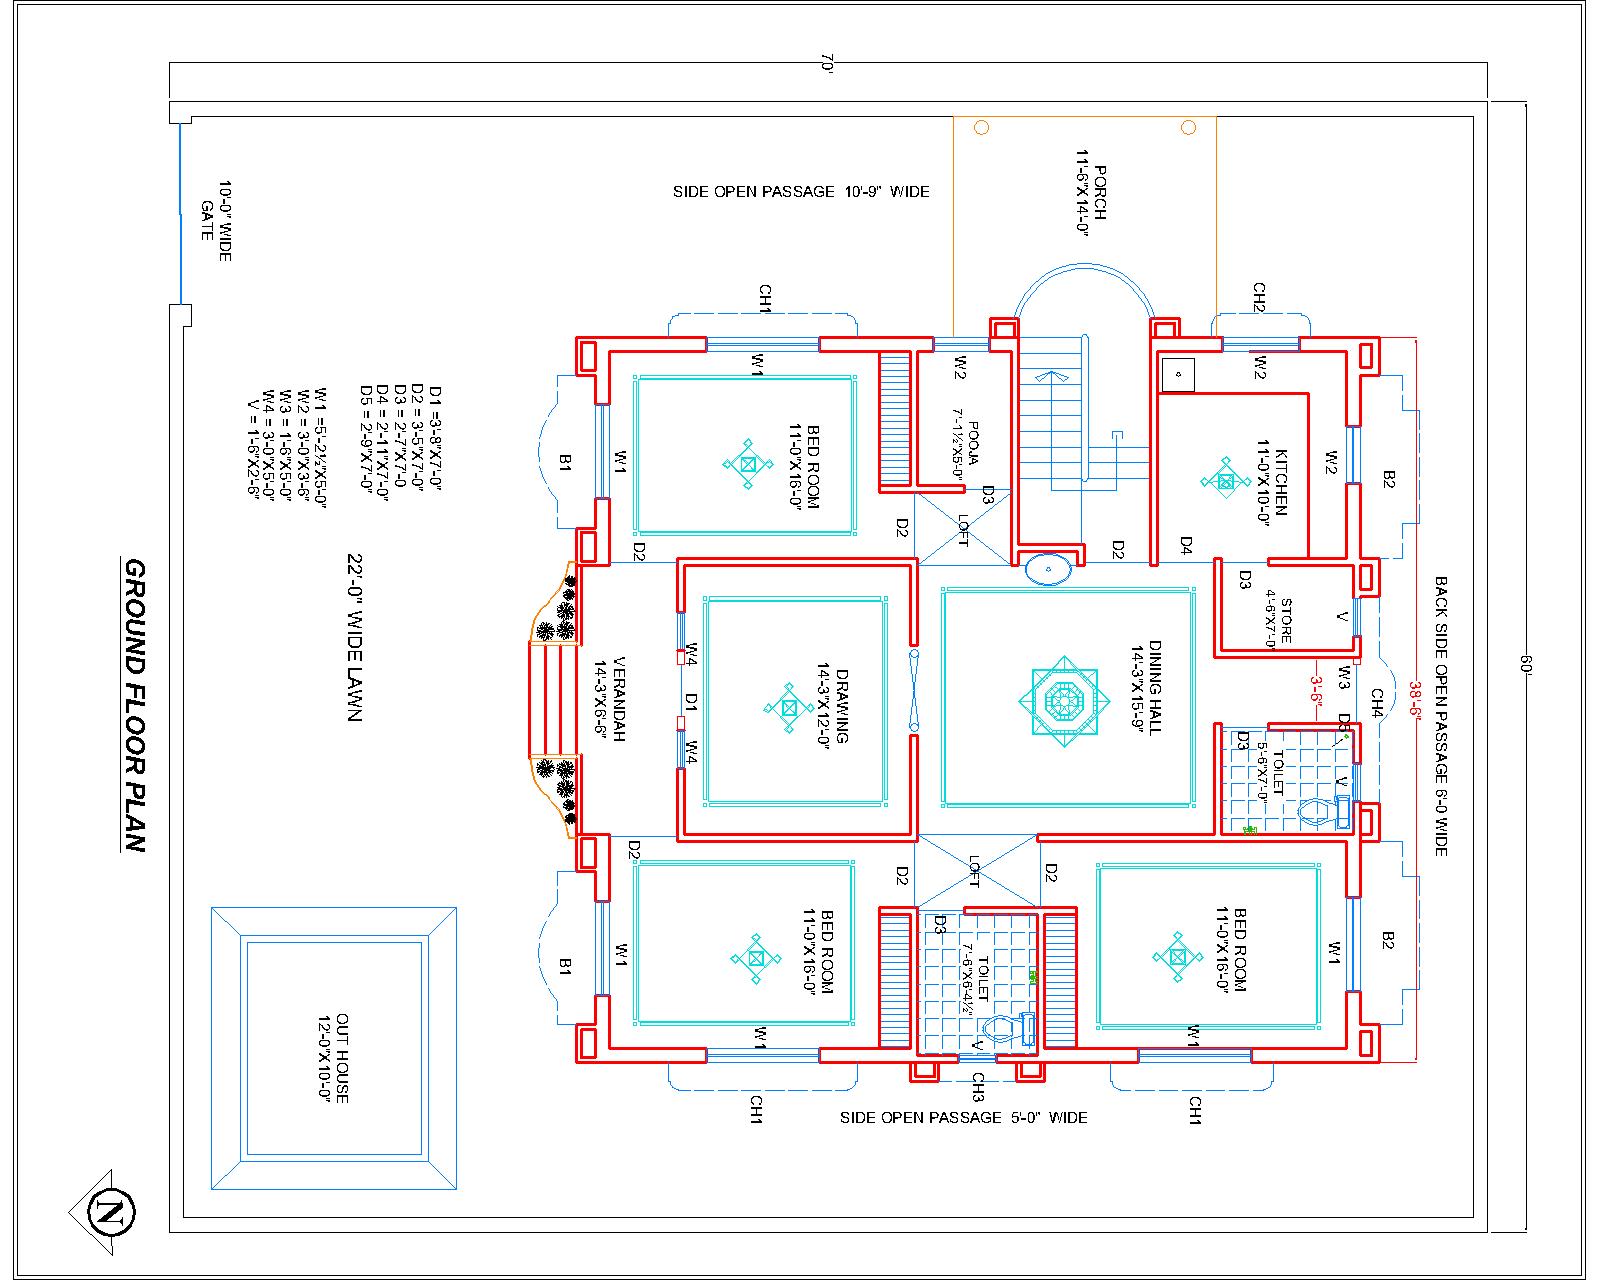 60'
BACK SIDE OPEN PASSAGE 6'-0 WIDE
38'-6"
B2
CH4
B2
W2
V
W3
D5
V
W1
3'-6"
KITCHEN
11'-0"X10'-0"
STORE
4'-6"X7'-0"
TOILET
5'-6"X7'-0"
CH2
W2
D3
D3
BED ROOM
11'-0"X16'-0"
W1
CH1
D4
DINING HALL
14'-3"X15'-9"
PORCH
11'-6"X14'-0"
D2
D2
SIDE OPEN PASSAGE 5-0" WIDE
D3
POOJA
7'-1½"X5'-0"
W2
LOFT
LOFT
TOILET
7'-6"X6'-4½"
V
CH3
D3
D2
D2
SIDE OPEN PASSAGE 10'-9" WIDE
70'
DRAWING
14'-3"X12'-0"
BED ROOM
11'-0"X16'-0"
BED ROOM
11'-0"X16'-0"
CH1
W1
W1
CH1
W4
D1
W4
D2
D2
W1
VERANDAH
14'-3"X6'-6"
W1
B1
B1
D1 =3'-8"X7'-0"
D2 = 3'-5"X7'-0"
D3 = 2'-7"X7'-0
D4 = 2'-11"X7'-0"
D5 = 2'-9"X7'-0"
22'-0" WIDE LAWN
W1 =5'-2½"X5'-0"
W2 = 3'-0"X3'-6"
W3 = 1'-6"X5'-0"
W4 = 3'-0"X5'-0"
V = 1'-6"X2'-6"
OUT HOUSE
12'-0"X10'-0"
10'-0" WIDE
GATE
GROUND FLOOR PLAN
N